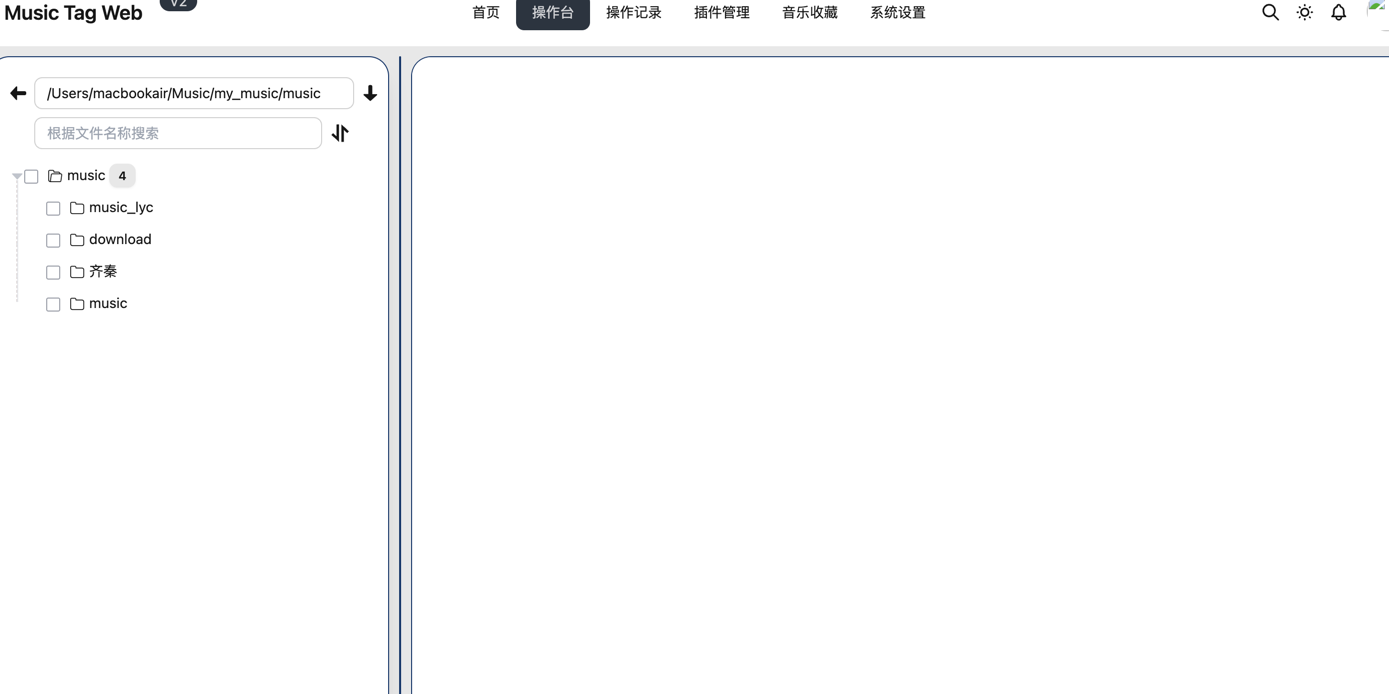 Music Tag Web V2 首页 操作台 操作记录 插件管理 音乐收藏 系统设置
/Users/macbookair/Music/my_music/music
根据文件名称搜索
music 4
music_lyc
download
齐秦
music